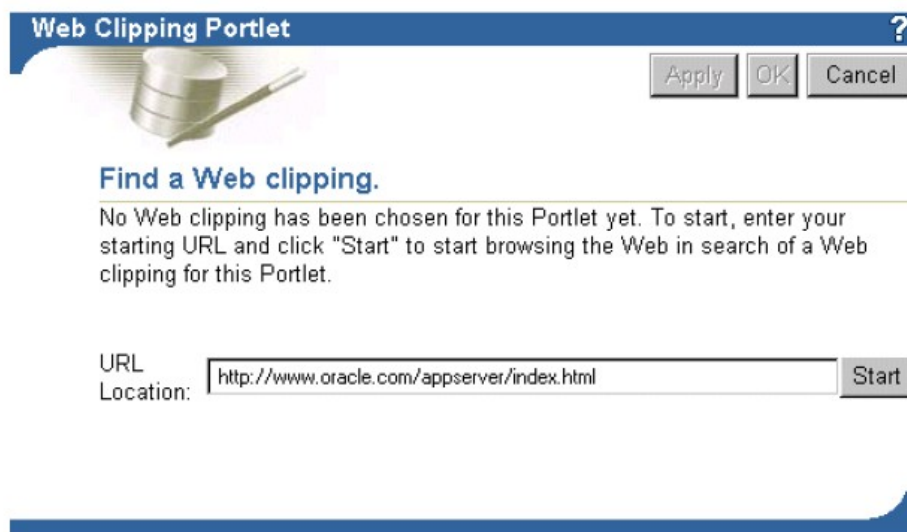 Web Clipping Portlet
?
Apply OK Cancel
Find a Web clipping.
No Web clipping has been chosen for this Portlet yet. To start, enter your
starting URL and click "Start" to start browsing the Web in search of a Web
clipping for this Portlet.
URL
Location:
http://www.oracle.com/appserver/index.html
Start